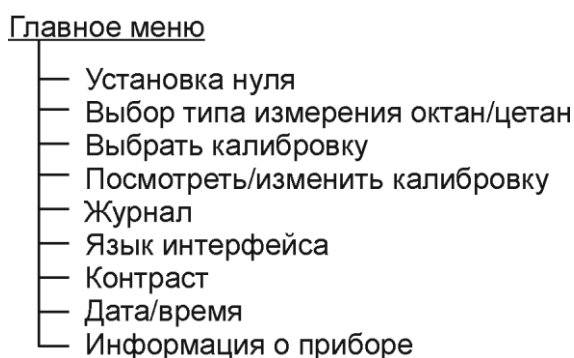 Главное меню
Установка нуля
Выбор типа измерения октан/цетан
Выбрать калибровку
Посмотреть/изменить калибровку
Журнал
Язык интерфейса
Контраст
Дата/время
Информация о приборе